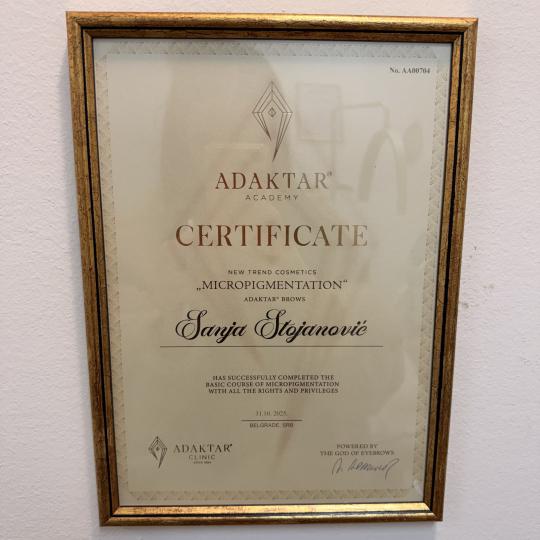 No. AA00704
ADAKTAR®
ACADEMY
CERTIFICATE
NEW TREND COSMETICS
„MICROPIGMENTATION“
ADAKTAR® BROWS
Sanja Stojanović
HAS SUCCESSFULLY COMPLETED THE
BASIC COURSE OF MICROPIGMENTATION
WITH ALL THE RIGHTS AND PRIVILEGES
31.10. 2025.
BELGRADE, SRB
ADAKTAR®
CLINIC
POWERED BY
THE GOD OF EYEBROWS